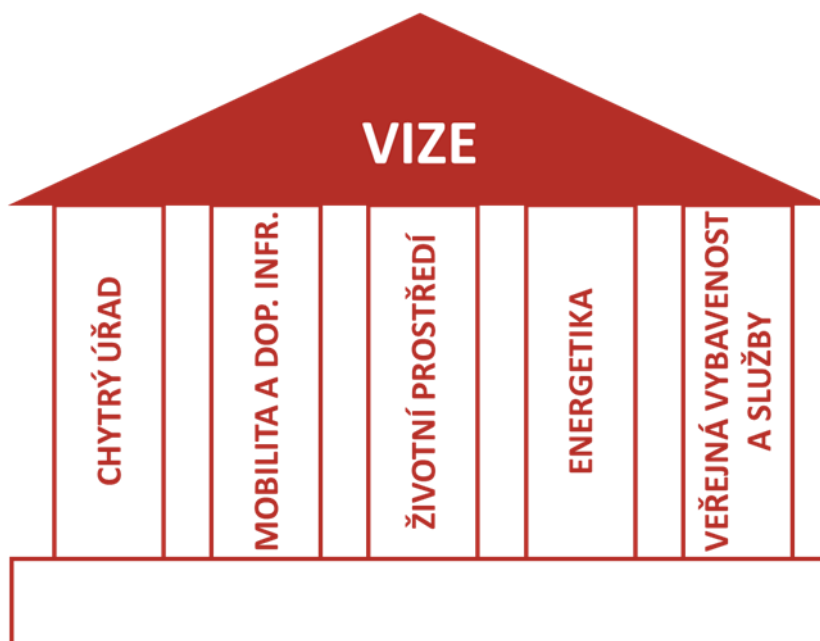 VIZE
CHYTRÝ ÚŘAD
MOBILITA A DOP. INFR.
ŽIVOTNÍ PROSTŘEDÍ
ENERGETIKA
VEŘEJNÁ VYBAVENOST
A SLUŽBY